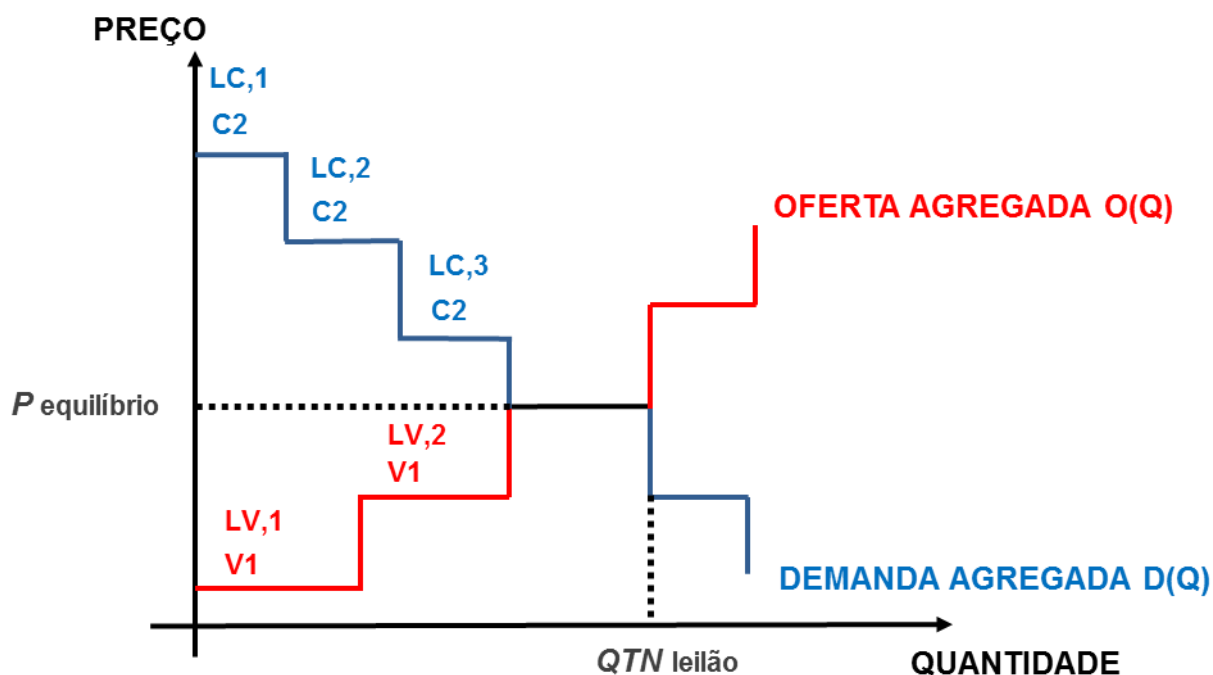 PREÇO
LC,1
C2
LC,2
C2
LC,3
C2
OFERTA AGREGADA O(Q)
P equilíbrio
LV,2
V1
LV,1
V1
DEMANDA AGREGADA D(Q)
QTN leilão
QUANTIDADE